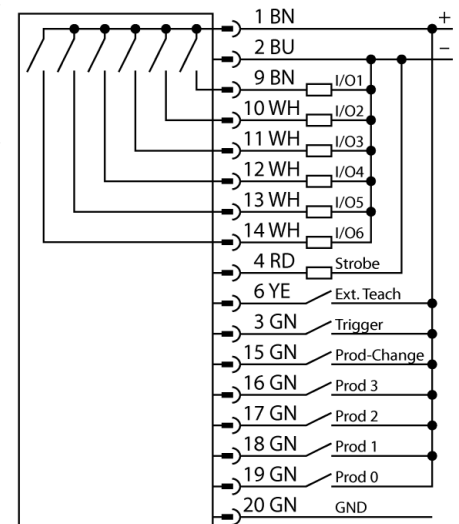 1 BN +
2 BU –
9 BN I/O1
10 WH I/O2
11 WH I/O3
12 WH I/O4
13 WH I/O5
14 WH I/O6
4 RD Strobe
6 YE Ext. Teach
3 GN Trigger
15 GN Prod-Change
16 GN Prod 3
17 GN Prod 2
18 GN Prod 1
19 GN Prod 0
20 GN GND